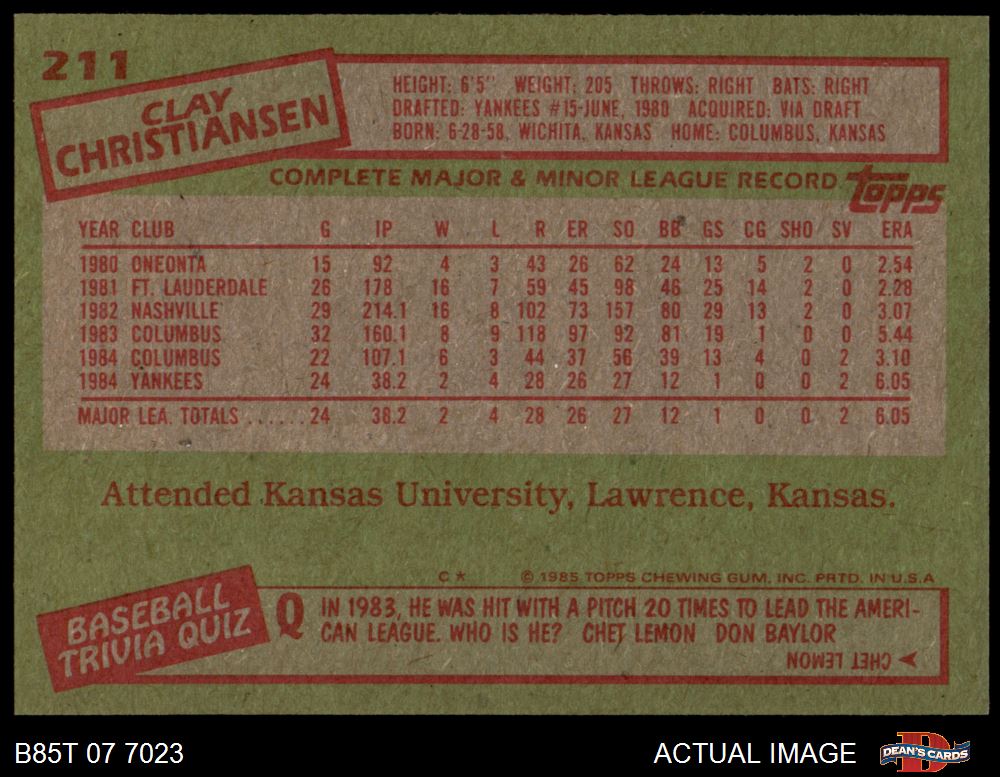 211
CLAY
CHRISTIANSEN
HEIGHT: 6'5" WEIGHT: 205 THROWS: RIGHT BATS: RIGHT
DRAFTED: YANKEES #15-JUNE, 1980 ACQUIRED: VIA DRAFT
BORN: 6-28-58, WICHITA, KANSAS HOME: COLUMBUS, KANSAS
COMPLETE MAJOR & MINOR LEAGUE RECORD topps
YEAR CLUB G IP W L R ER SO BB GS CG SHO SV ERA
1980 ONEONTA 15 92 4 3 43 26 62 24 13 5 2 0 2.54
1981 FT. LAUDERDALE 26 178 16 7 59 45 98 46 25 14 2 0 2.28
1982 NASHVILLE 29 214.1 16 8 102 73 157 80 29 13 2 0 3.07
1983 COLUMBUS 32 160.1 8 9 118 97 92 81 19 1 0 0 5.44
1984 COLUMBUS 22 107.1 6 3 44 37 56 39 13 4 0 2 3.10
1984 YANKEES 24 38.2 2 4 28 26 27 12 1 0 0 2 6.05
MAJOR LEA. TOTALS ...... 24 38.2 2 4 28 26 27 12 1 0 0 2 6.05
Attended Kansas University, Lawrence, Kansas.
C* © 1985 TOPPS CHEWING GUM, INC. PRTD. IN U.S.A
BASEBALL
TRIVIA QUIZ
Q IN 1983, HE WAS HIT WITH A PITCH 20 TIMES TO LEAD THE AMERI-
CAN LEAGUE. WHO IS HE? CHET LEMON DON BAYLOR
CHET LEMON
B85T 07 7023
ACTUAL IMAGE
DEAN'S CARDS